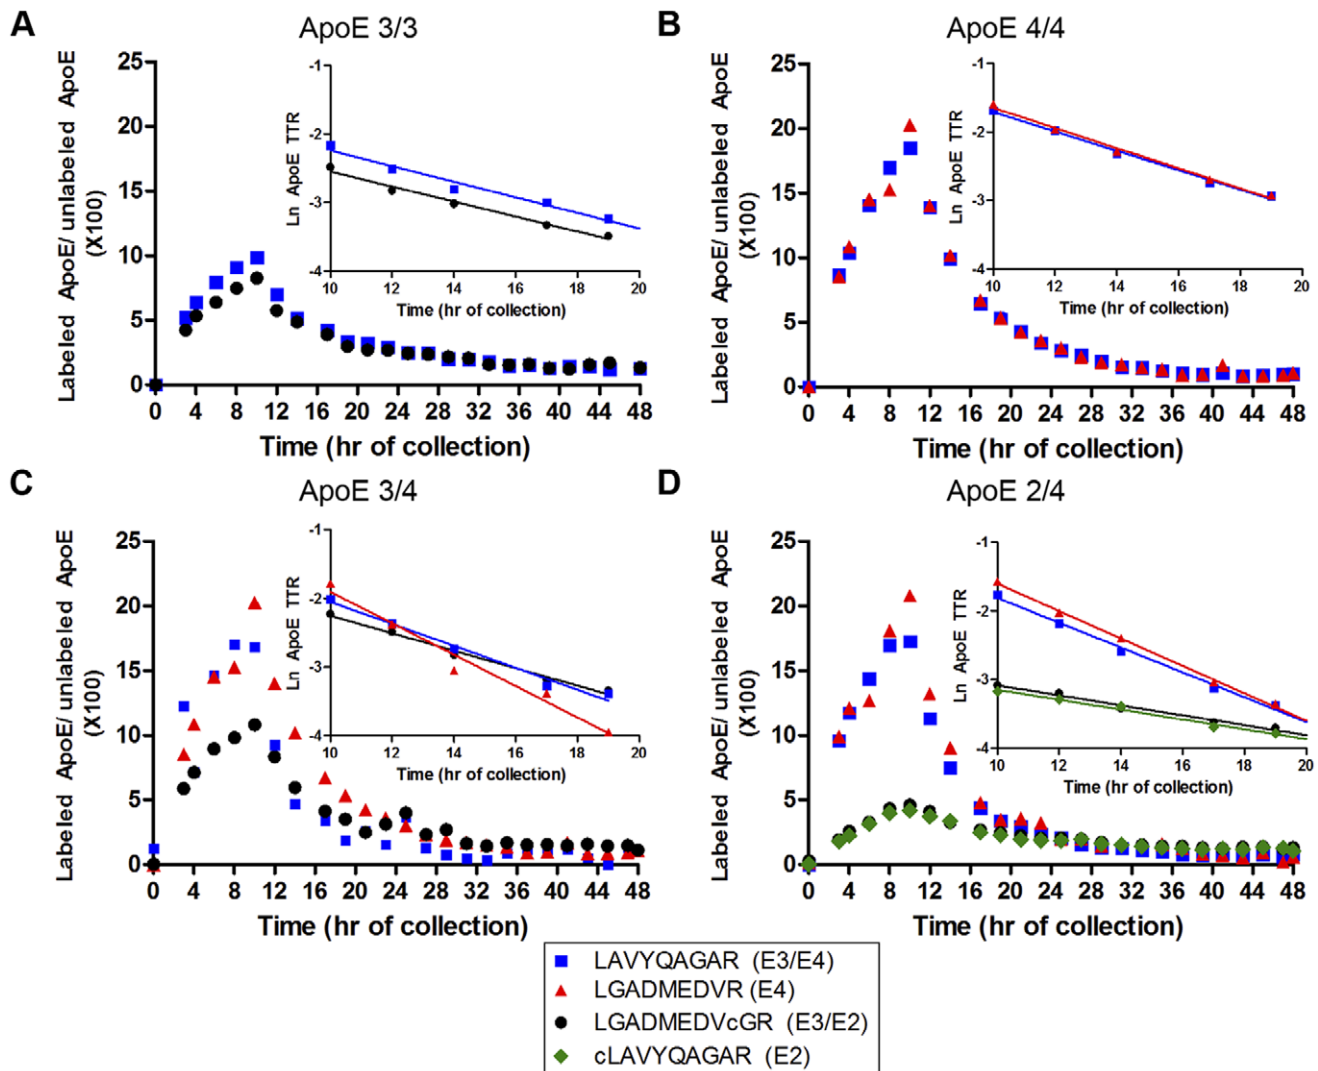 A
ApoE 3/3
Labeled ApoE/ unlabeled ApoE
(X100)
25
20
15
10
5
0
0 4 8 12 16 20 24 28 32 36 40 44 48
Time (hr of collection)
Ln ApoE TTR
-1
-2
-3
-4
10 12 14 16 18 20
Time (hr of collection)
B
ApoE 4/4
Labeled ApoE/ unlabeled ApoE
(X100)
25
20
15
10
5
0
0 4 8 12 16 20 24 28 32 36 40 44 48
Time (hr of collection)
Ln ApoE TTR
-1
-2
-3
-4
10 12 14 16 18 20
Time (hr of collection)
C
ApoE 3/4
Labeled ApoE/ unlabeled ApoE
(X100)
25
20
15
10
5
0
0 4 8 12 16 20 24 28 32 36 40 44 48
Time (hr of collection)
Ln ApoE TTR
-1
-2
-3
-4
10 12 14 16 18 20
Time (hr of collection)
D
ApoE 2/4
Labeled ApoE/ unlabeled ApoE
(X100)
25
20
15
10
5
0
0 4 8 12 16 20 24 28 32 36 40 44 48
Time (hr of collection)
Ln ApoE TTR
-1
-2
-3
-4
10 12 14 16 18 20
Time (hr of collection)
LAVYQAGAR (E3/E4)
LGADMEDVR (E4)
LGADMEDVcGR (E3/E2)
cLAVYQAGAR (E2)